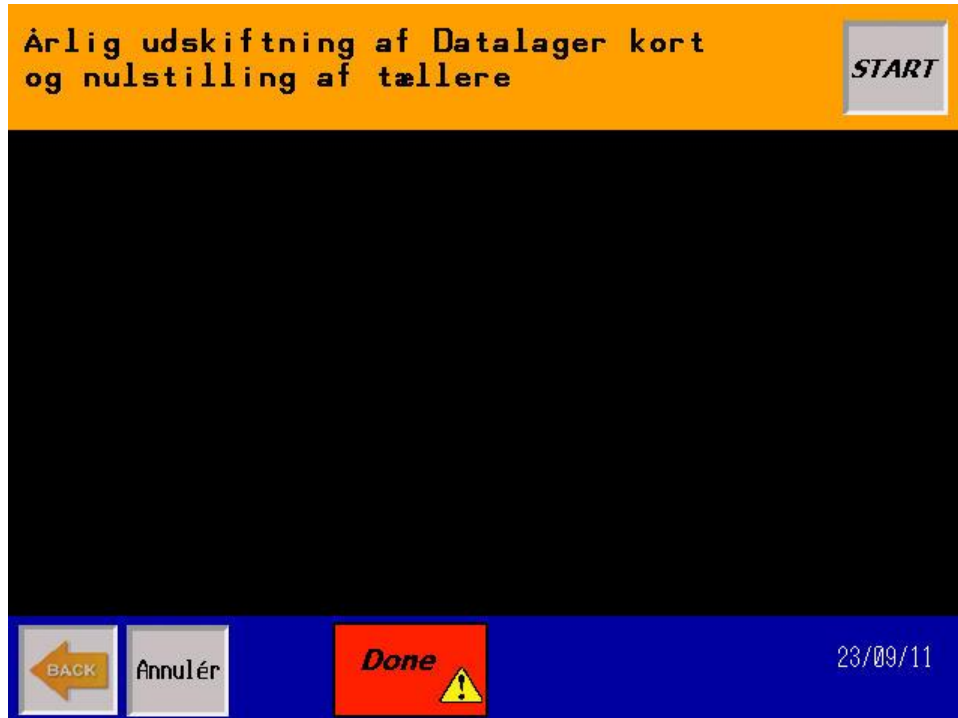 Årlig udskiftning af Datalager kort
og nulstilling af tællere
START
BACK
Annulér
Done
23/09/11